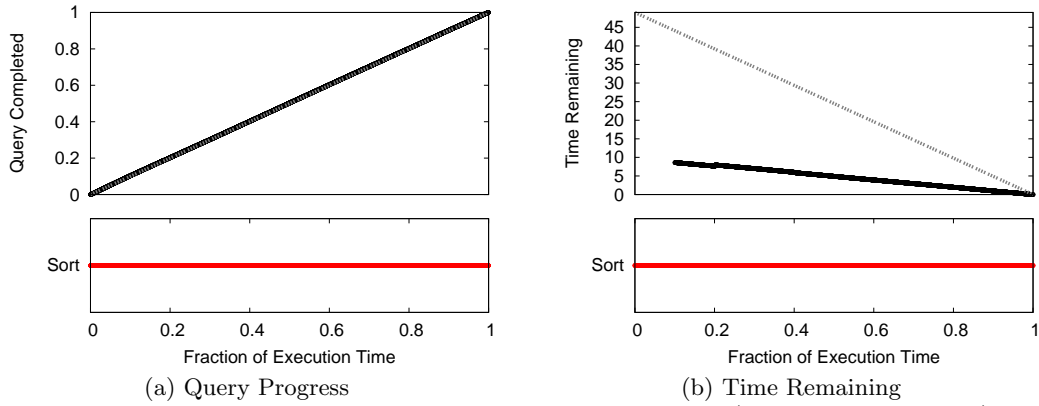 1
0.8
0.6
0.4
0.2
0
Query Completed
Sort
0 0.2 0.4 0.6 0.8 1
Fraction of Execution Time
(a) Query Progress
45
40
35
30
25
20
15
10
5
0
Time Remaining
Sort
0 0.2 0.4 0.6 0.8 1
Fraction of Execution Time
(b) Time Remaining